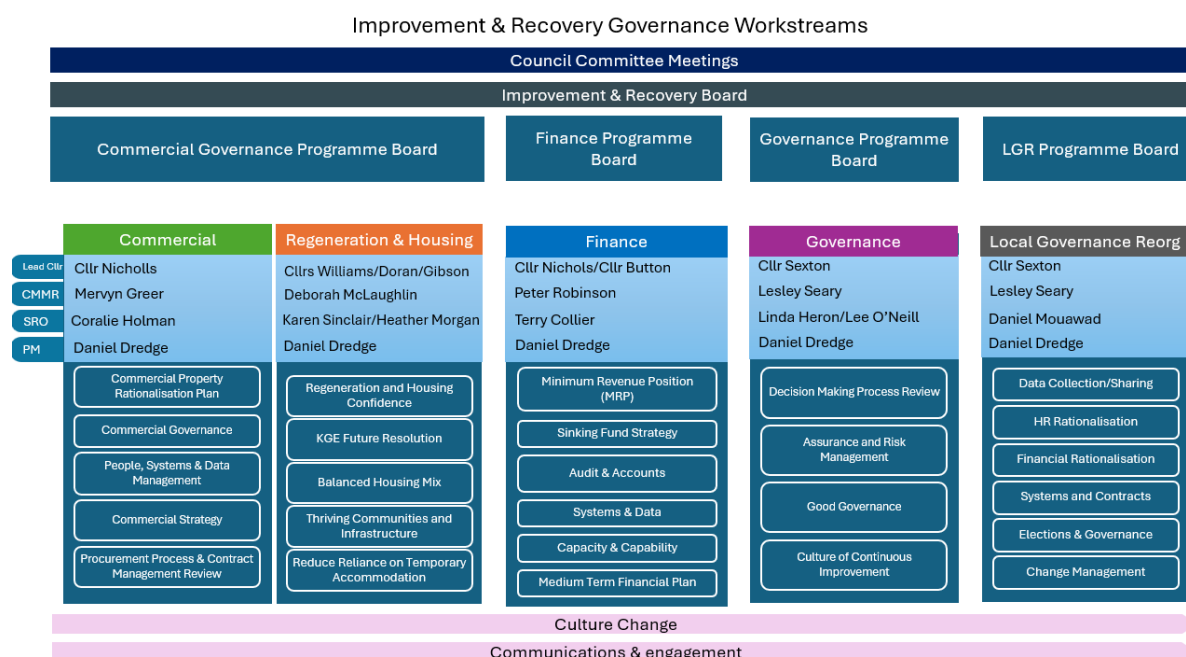 Improvement & Recovery Governance Workstreams
Council Committee Meetings
Improvement & Recovery Board
Commercial Governance Programme Board
Finance Programme
Board
Governance Programme
Board
LGR Programme Board
Lead Cllr
CMMR
SRO
PM
Commercial
Cllr Nicholls
Mervyn Greer
Coralie Holman
Daniel Dredge
Commercial Property
Rationalisation Plan
Commercial Governance
People, Systems & Data
Management
Commercial Strategy
Procurement Process & Contract
Management Review
Regeneration & Housing
Cllrs Williams/Doran/Gibson
Deborah McLaughlin
Karen Sinclair/Heather Morgan
Daniel Dredge
Regeneration and Housing
Confidence
KGE Future Resolution
Balanced Housing Mix
Thriving Communities and
Infrastructure
Reduce Reliance on Temporary
Accommodation
Finance
Cllr Nichols/Cllr Button
Peter Robinson
Terry Collier
Daniel Dredge
Minimum Revenue Position
(MRP)
Sinking Fund Strategy
Audit & Accounts
Systems & Data
Capacity & Capability
Medium Term Financial Plan
Governance
Cllr Sexton
Lesley Seary
Linda Heron/Lee O’Neill
Daniel Dredge
Decision Making Process Review
Assurance and Risk
Management
Good Governance
Culture of Continuous
Improvement
Local Governance Reorg
Cllr Sexton
Lesley Seary
Daniel Mouawad
Daniel Dredge
Data Collection/Sharing
HR Rationalisation
Financial Rationalisation
Systems and Contracts
Elections & Governance
Change Management
Culture Change
Communications & engagement